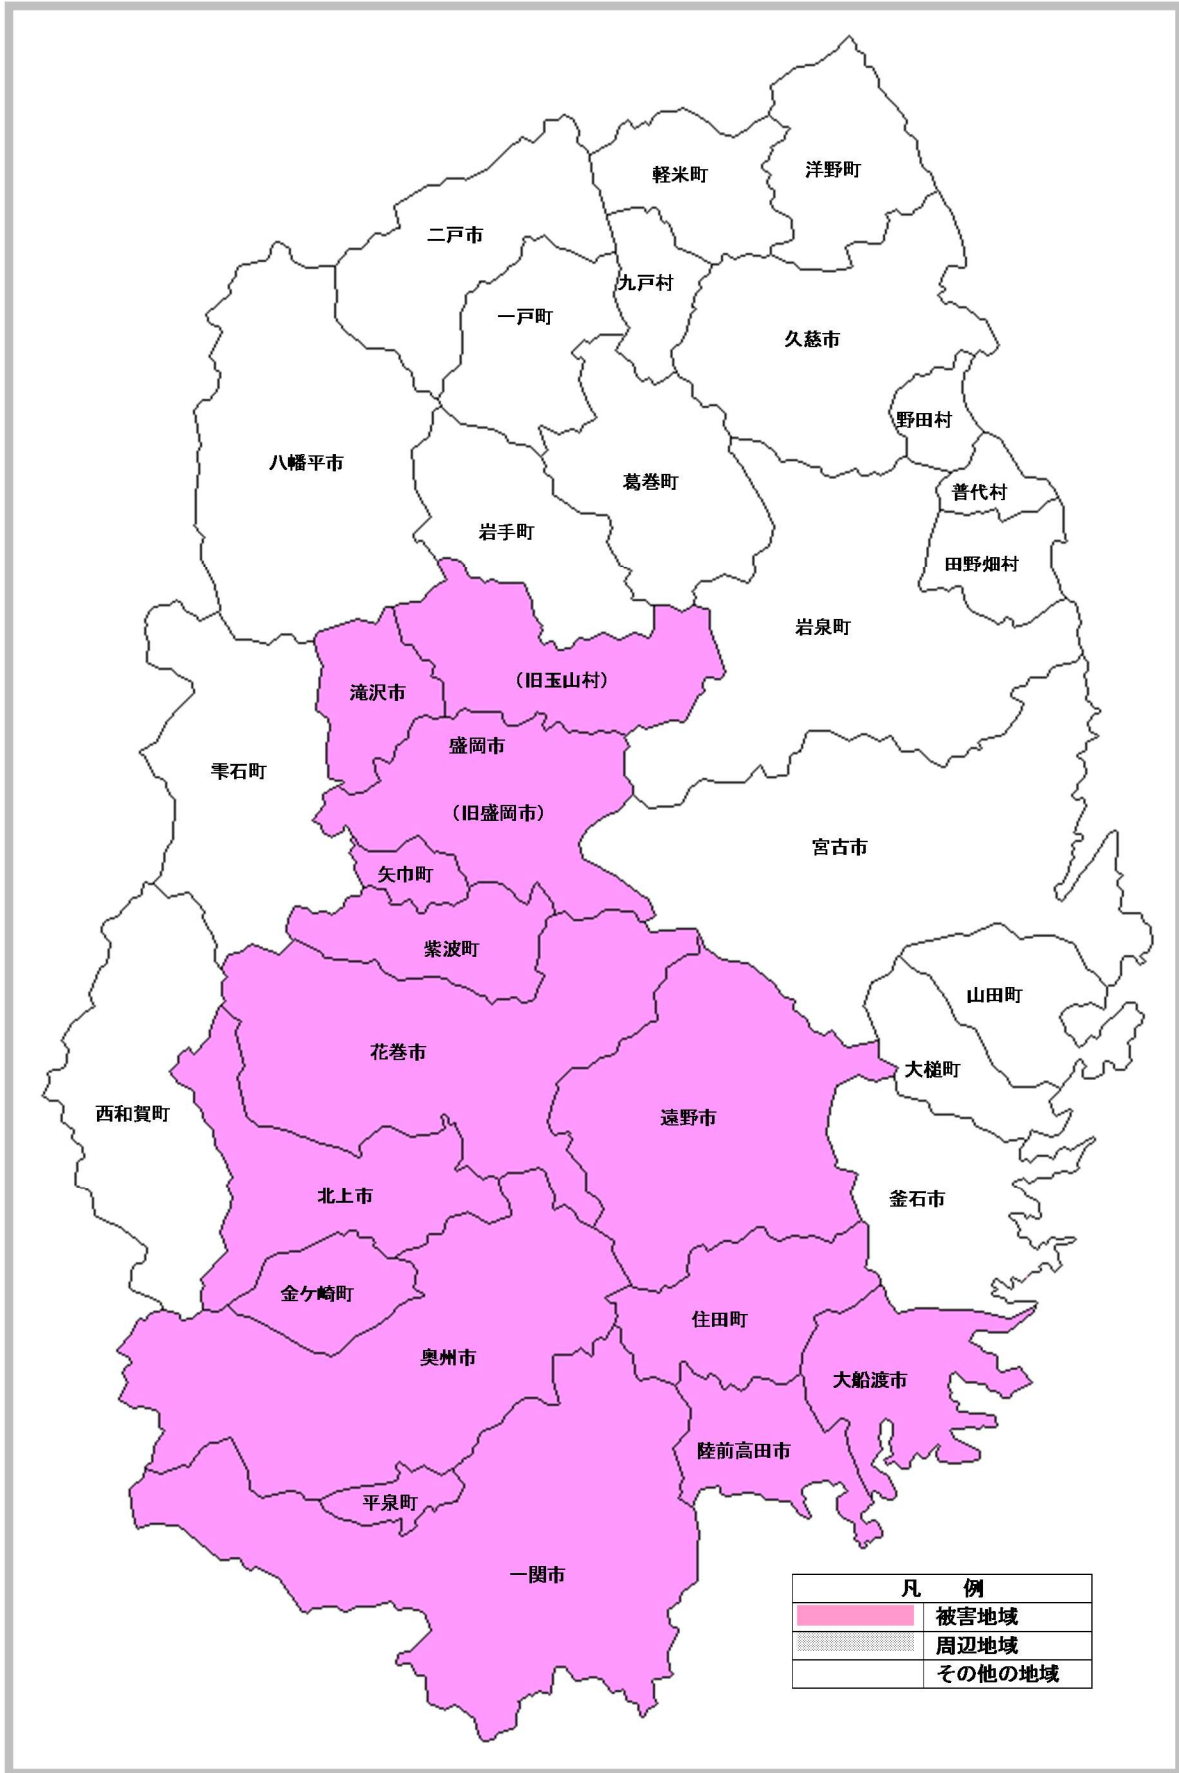 洋野町
軽米町
二戸市
九戸村
一戸町
久慈市
野田村
八幡平市
葛巻町
普代村
岩手町
田野畑村
岩泉町
（旧玉山村）
滝沢市
盛岡市
雫石町
（旧盛岡市）
宮古市
矢巾町
紫波町
山田町
花巻市
大槌町
西和賀町
遠野市
北上市
釜石市
金ケ崎町
住田町
奥州市
大船渡市
陸前高田市
平泉町
一関市
凡　例
被害地域
周辺地域
その他の地域